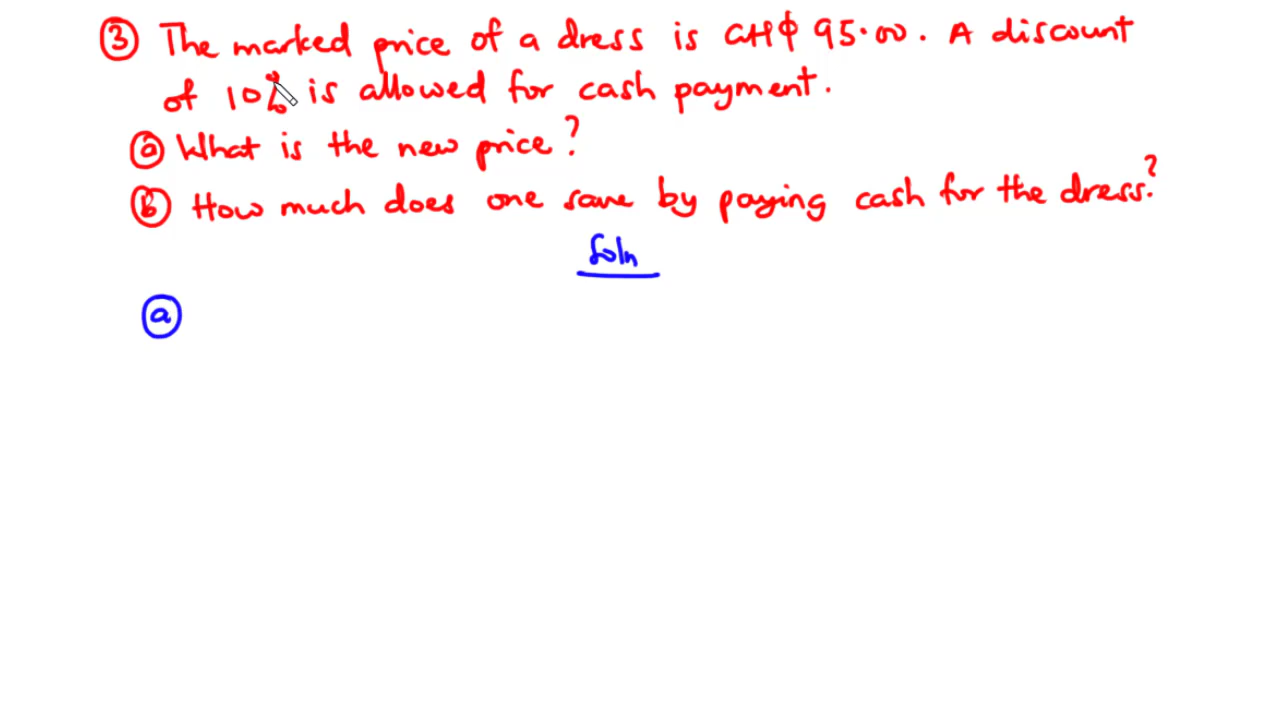 ③ The marked price of a dress is GH₵ 95.00. A discount
of 10% is allowed for cash payment.
ⓐ What is the new price?
ⓑ How much does one save by paying cash for the dress?
Soln
ⓐ